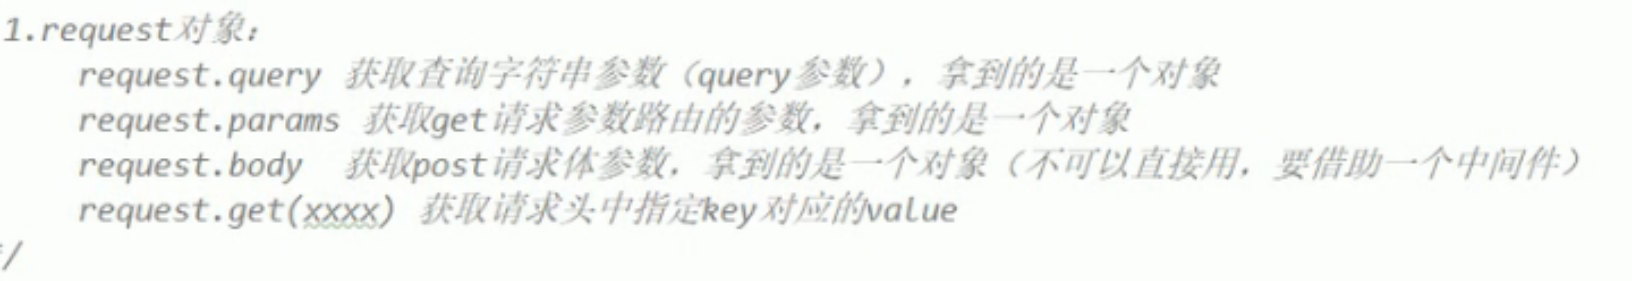 1.request对象：
request.query 获取查询字符串参数（query参数），拿到的是一个对象
request.params 获取get请求参数路由的参数，拿到的是一个对象
request.body 获取post请求体参数，拿到的是一个对象（不可以直接用，要借助一个中间件）
request.get(xxxx) 获取请求头中指定key对应的value
*/